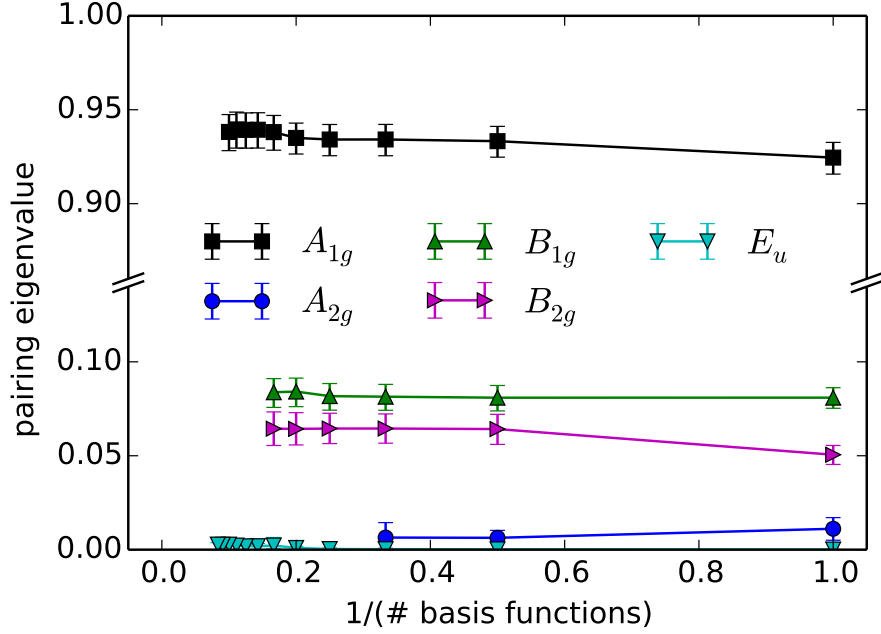 1.00
0.95
0.90
0.10
0.05
0.00
pairing eigenvalue
A1g
B1g
Eu
A2g
B2g
0.0 0.2 0.4 0.6 0.8 1.0
1/(# basis functions)